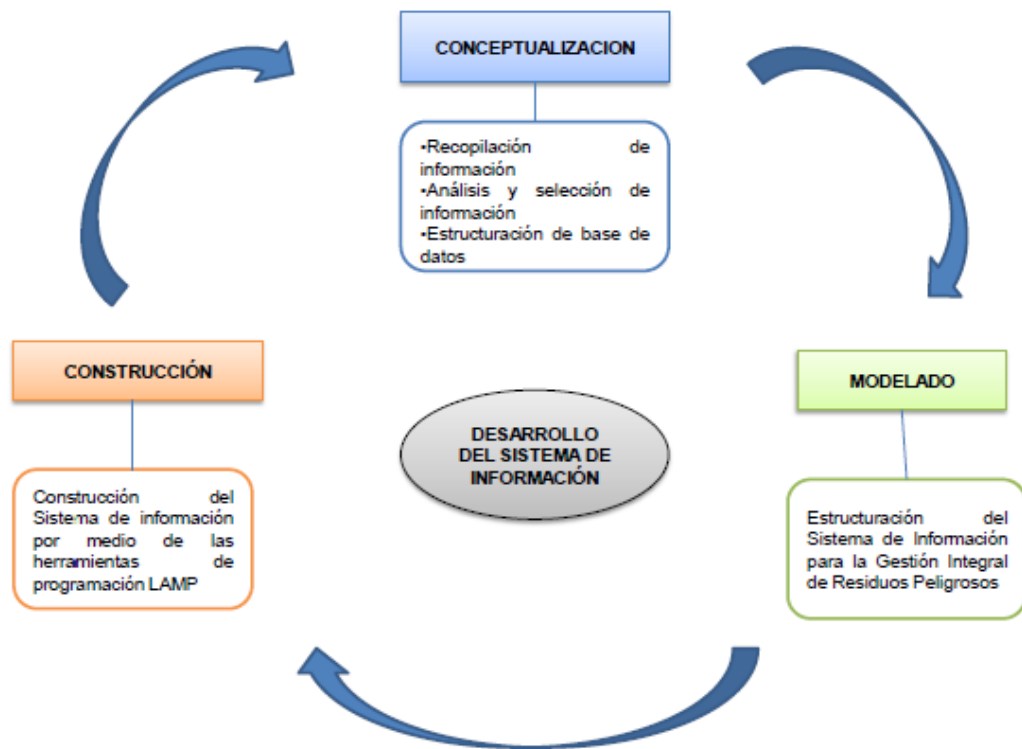 CONCEPTUALIZACION
•Recopilación de
información
•Análisis y selección de
información
•Estructuración de base de
datos
CONSTRUCCIÓN
Construcción del
Sistema de información
por medio de las
herramientas de
programación LAMP
DESARROLLO
DEL SISTEMA DE
INFORMACIÓN
MODELADO
Estructuración del
Sistema de Información
para la Gestión Integral
de Residuos Peligrosos